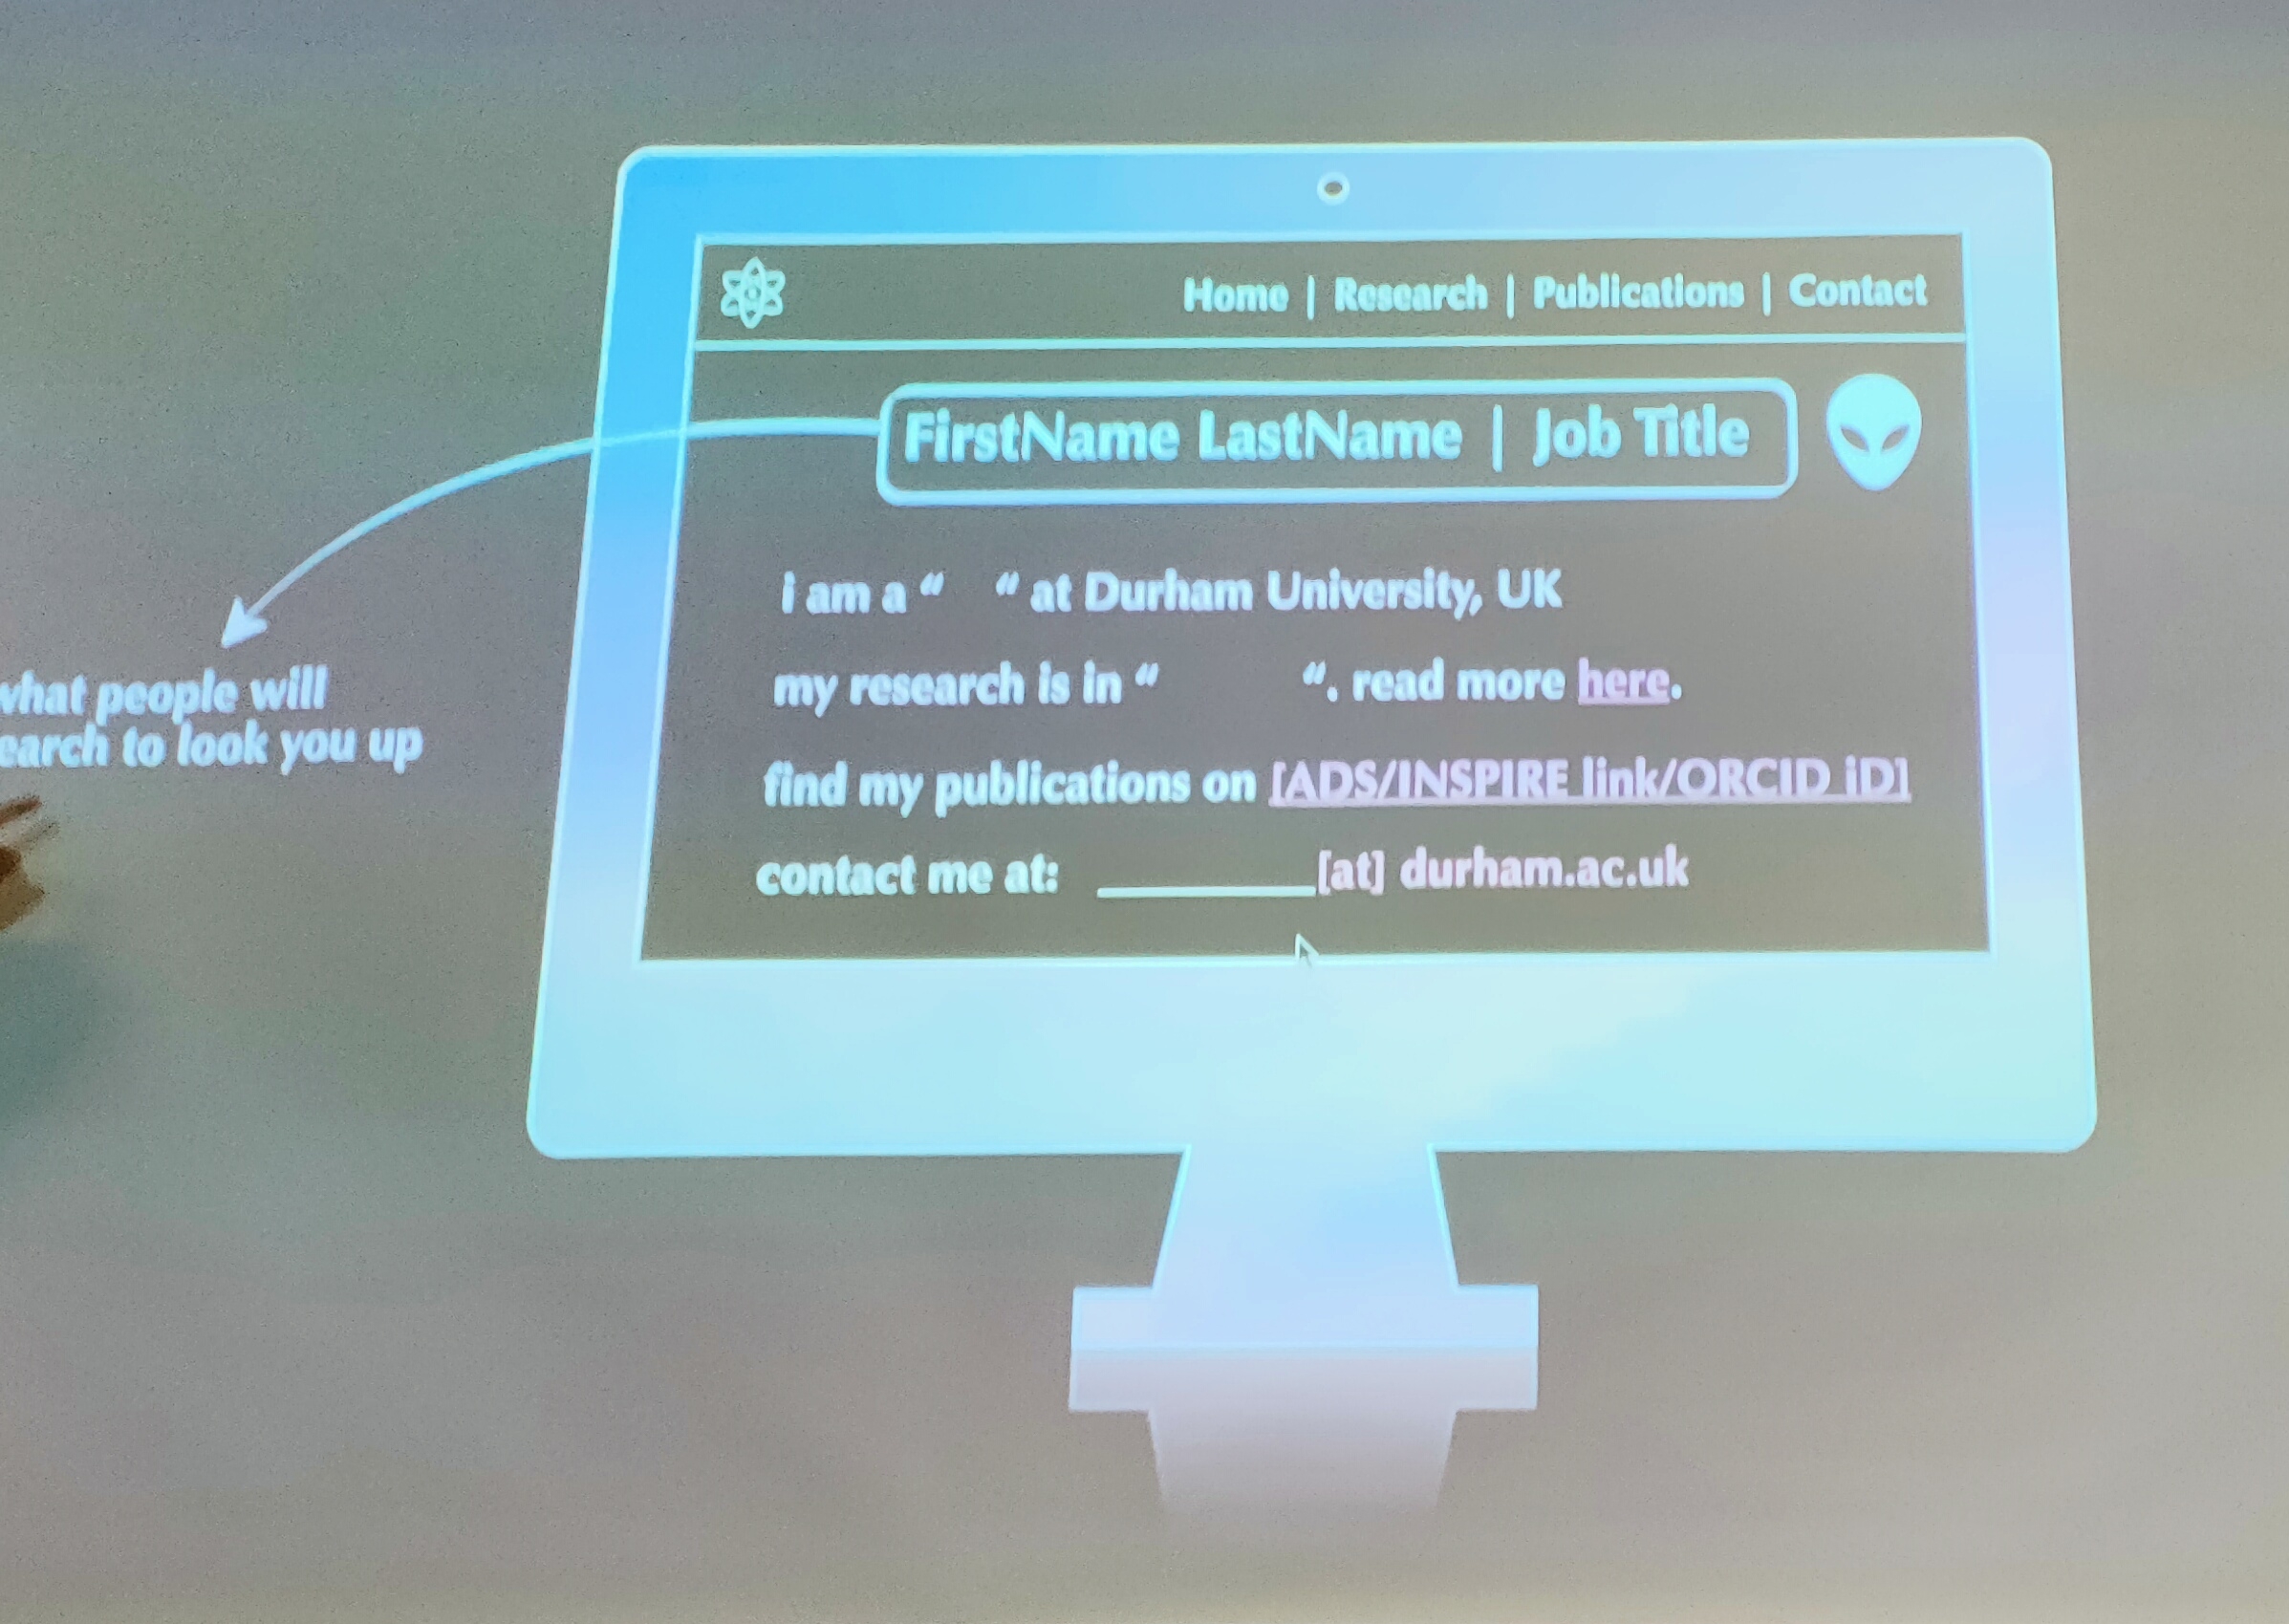 Home | Research | Publications | Contact
FirstName LastName | Job Title
i am a “ “ at Durham University, UK
my research is in “ “. read more here.
find my publications on [ADS/INSPIRE link/ORCID iD]
contact me at: ________[at] durham.ac.uk
what people will
earch to look you up